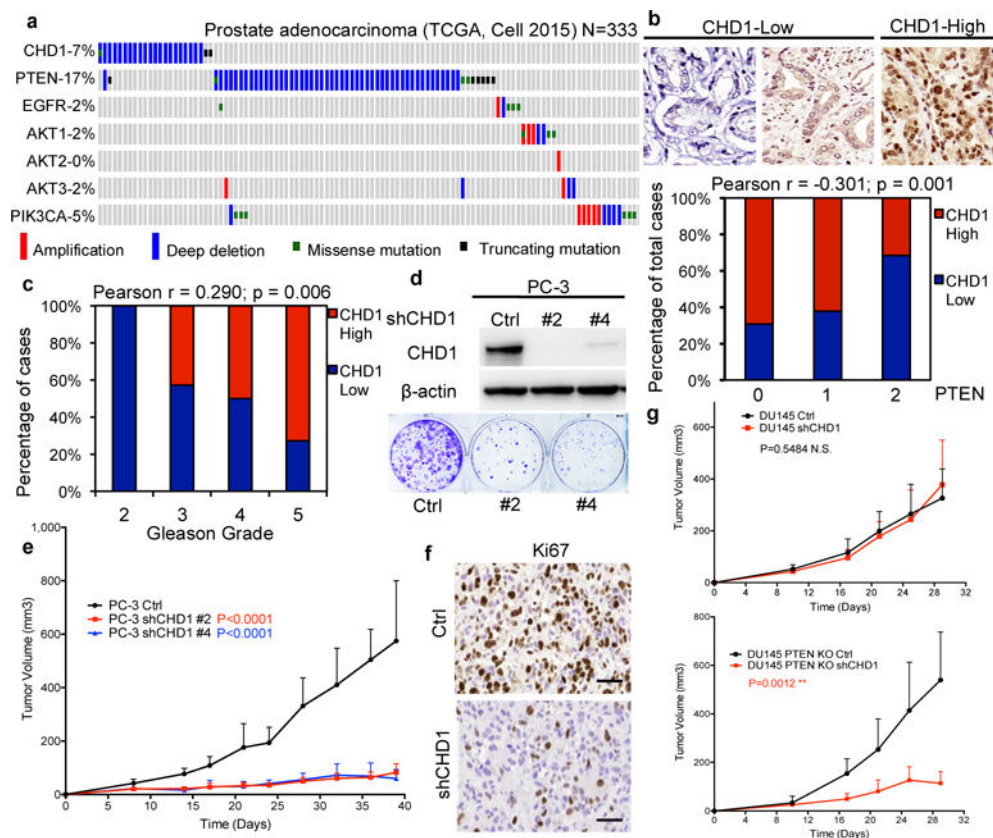 a
Prostate adenocarcinoma (TCGA, Cell 2015) N=333
CHD1-7%
PTEN-17%
EGFR-2%
AKT1-2%
AKT2-0%
AKT3-2%
PIK3CA-5%
Amplification
Deep deletion
Missense mutation
Truncating mutation
b
CHD1-Low
CHD1-High
Pearson r = -0.301; p = 0.001
Percentage of total cases
100%
80%
60%
40%
20%
0%
0
1
2
PTEN
CHD1
High
CHD1
Low
c
Pearson r = 0.290; p = 0.006
Percentage of cases
100%
80%
60%
40%
20%
0%
2
3
4
5
Gleason Grade
CHD1
High
CHD1
Low
d
PC-3
shCHD1
Ctrl
#2
#4
CHD1
β-actin
Ctrl
#2
#4
e
Tumor Volume (mm3)
1,000
800
600
400
200
0
PC-3 Ctrl
PC-3 shCHD1 #2 P<0.0001
PC-3 shCHD1 #4 P<0.0001
0
5
10
15
20
25
30
35
40
Time (Days)
f
Ki67
Ctrl
shCHD1
g
DU145 Ctrl
DU145 shCHD1
P=0.5484 N.S.
Tumor Volume (mm3)
800
600
400
200
0
0
4
8
12
16
20
24
28
32
Time (Days)
DU145 PTEN KO Ctrl
DU145 PTEN KO shCHD1
P=0.0012 **
Tumor Volume (mm3)
800
600
400
200
0
0
4
8
12
16
20
24
28
32
Time (Days)